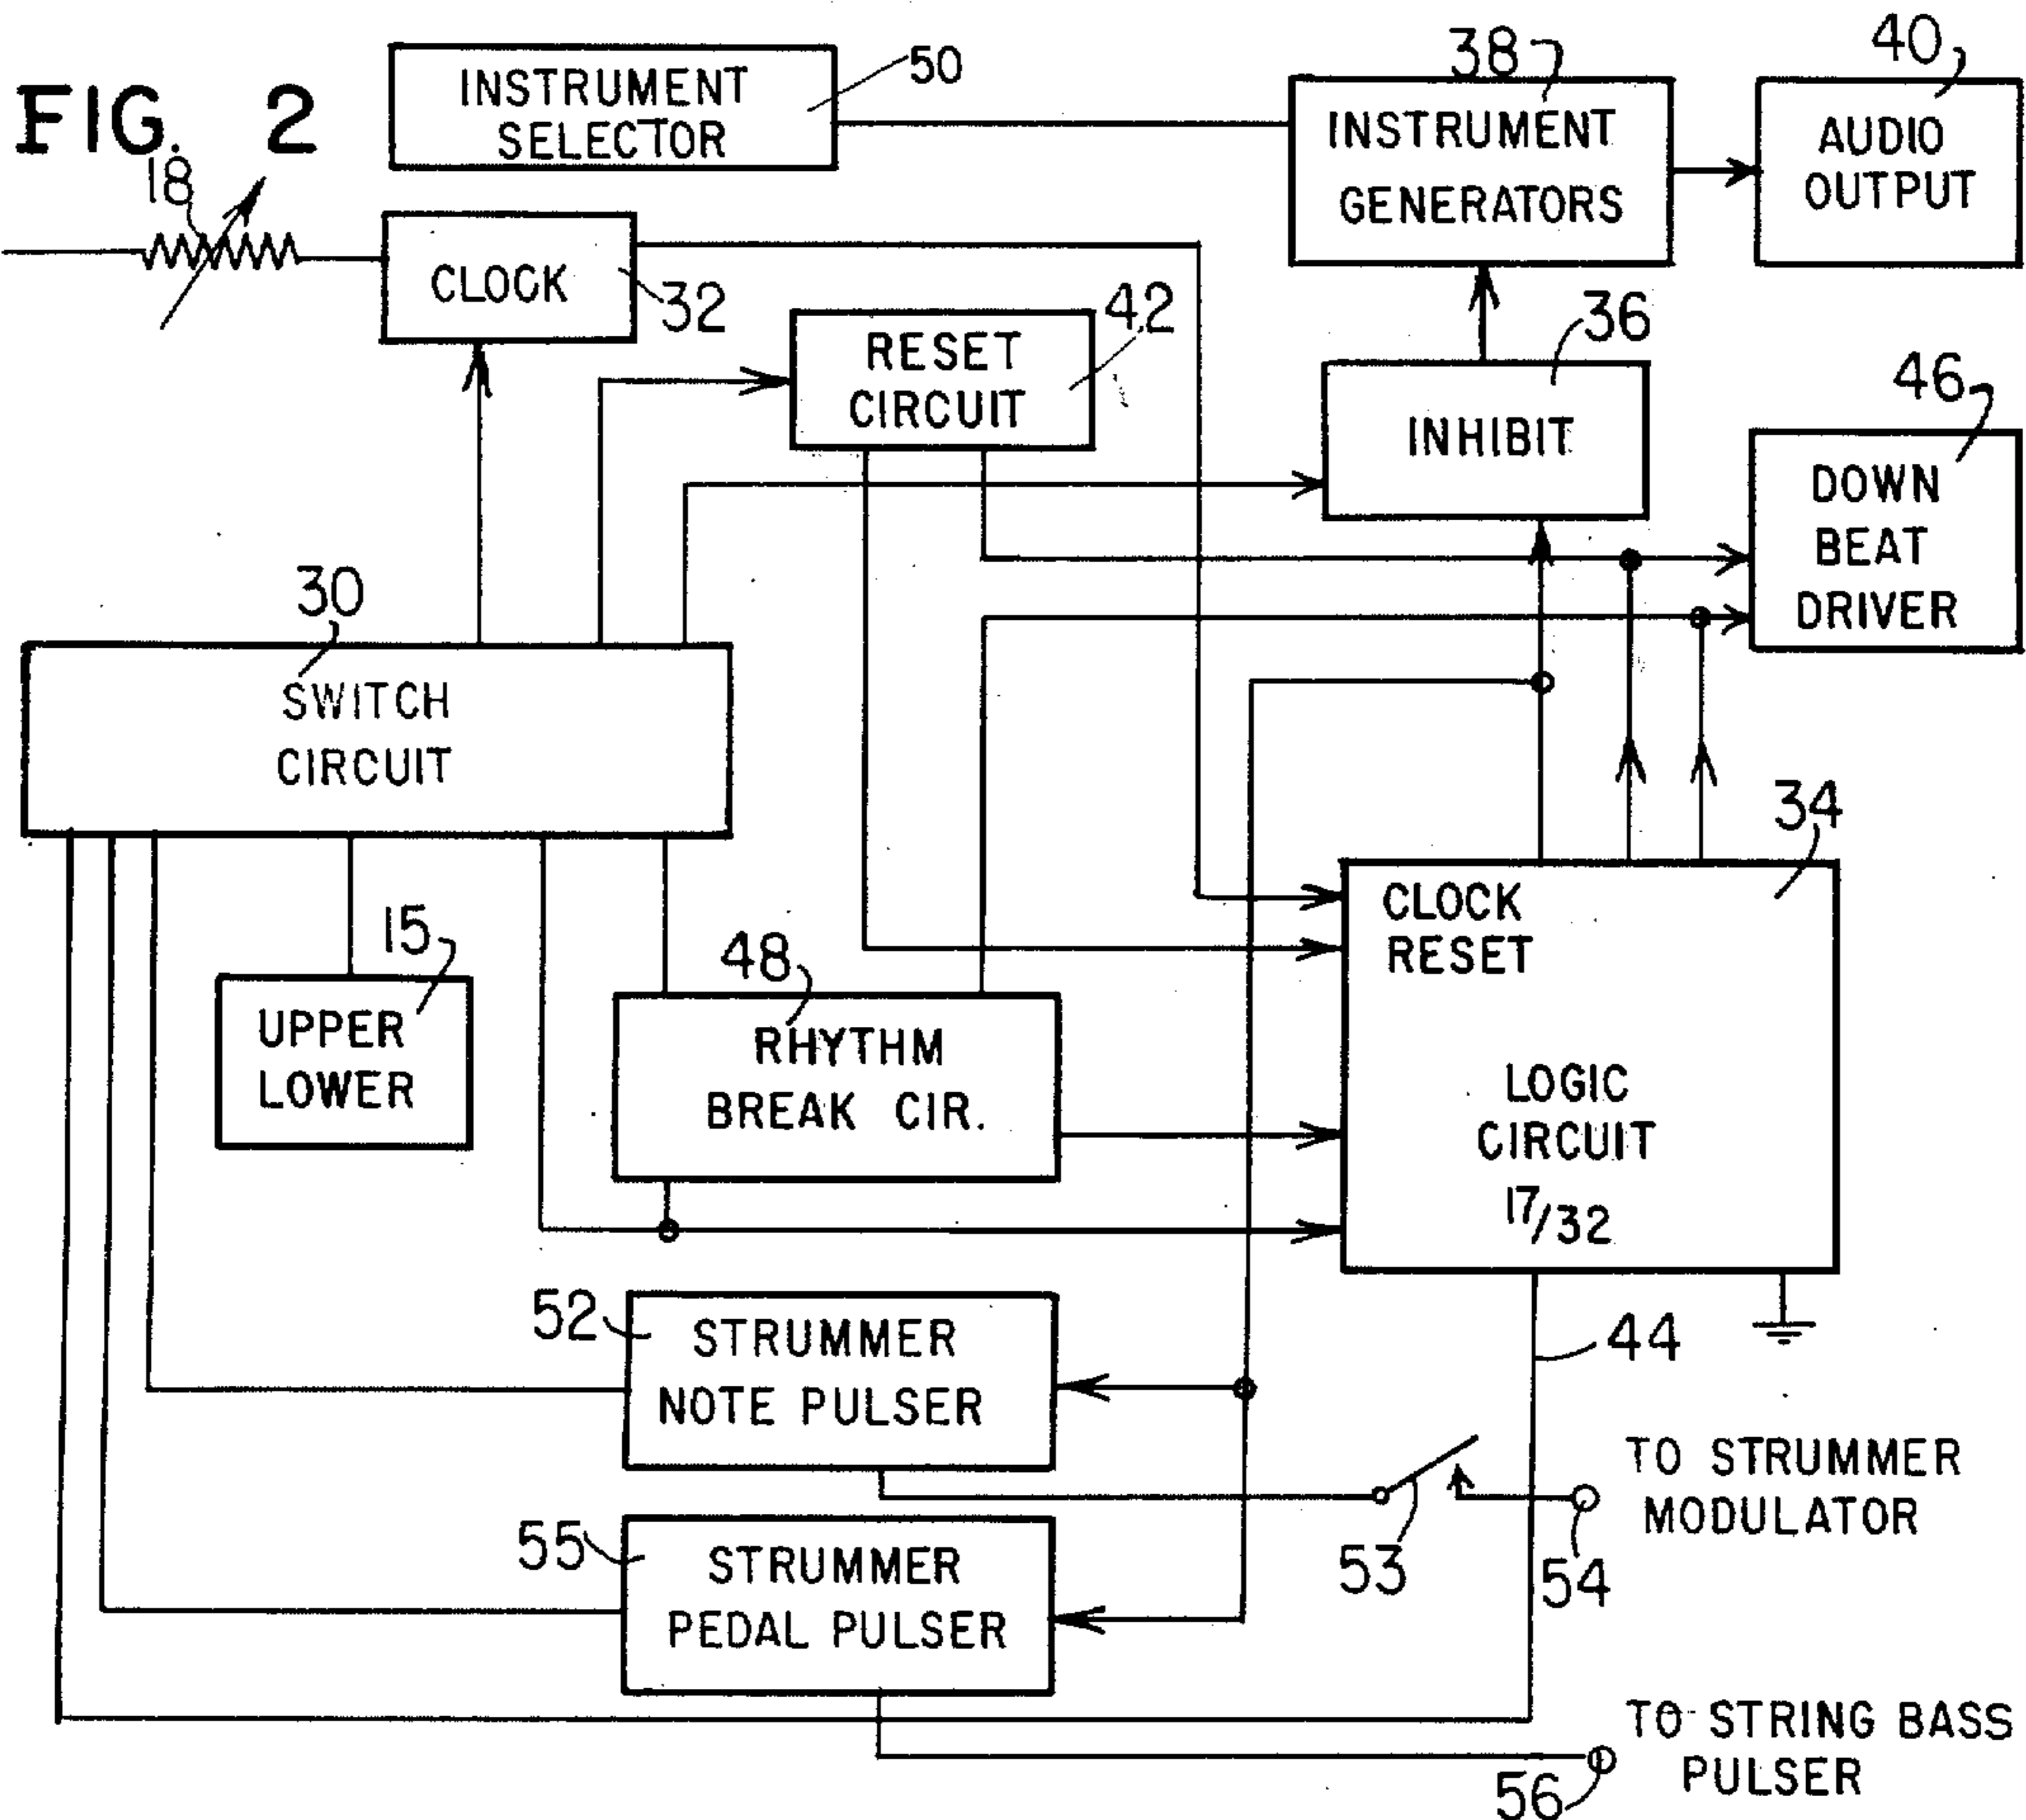 FIG. 2
INSTRUMENT
SELECTOR
50
38
INSTRUMENT
GENERATORS
40
AUDIO
OUTPUT
18
CLOCK
32
RESET
CIRCUIT
42
36
INHIBIT
46
DOWN
BEAT
DRIVER
30
SWITCH
CIRCUIT
34
CLOCK
RESET
LOGIC
CIRCUIT
17/32
15
UPPER
LOWER
48
RHYTHM
BREAK CIR.
52
STRUMMER
NOTE PULSER
44
53
54
TO STRUMMER
MODULATOR
55
STRUMMER
PEDAL PULSER
56
TO STRING BASS
PULSER